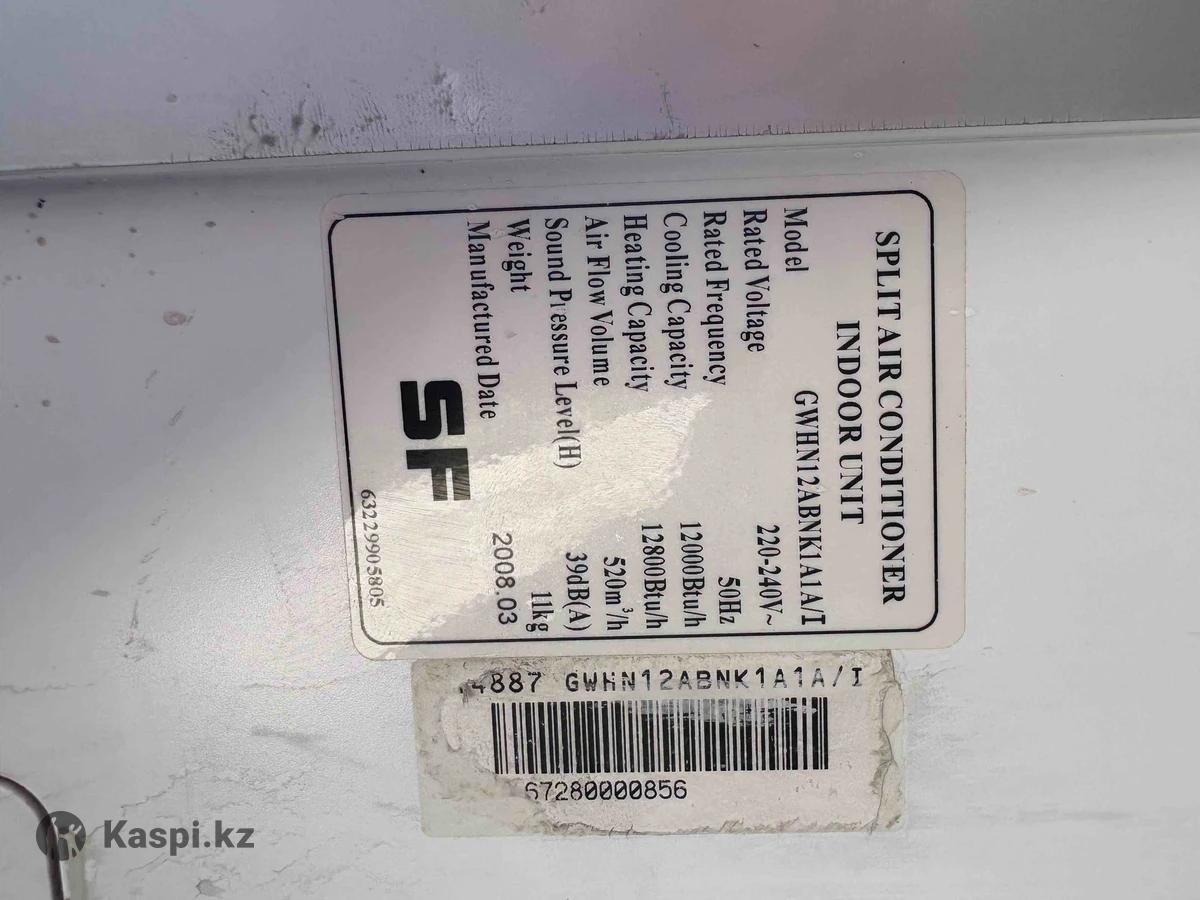 SPLIT AIR CONDITIONER
INDOOR UNIT
Model GWHN12ABNK1A1A/I
Rated Voltage 220-240V~
Rated Frequency 50Hz
Cooling Capacity 12000Btu/h
Heating Capacity 12800Btu/h
Air Flow Volume 520m³/h
Sound Pressure Level(H) 39dB(A)
Weight 11kg
Manufactured Date 2008.03
SF
63229905805
4887 GWHN12ABNK1A1A/I
67280000856
Kaspi.kz